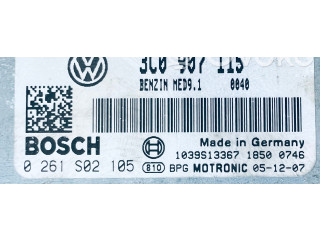 3C0 907 115
BENZIN MED9.1 0040
BOSCH
Made in Germany
1039S13367 1850 0746
0 261 S02 105
810 BPG MOTRONIC 05-12-07